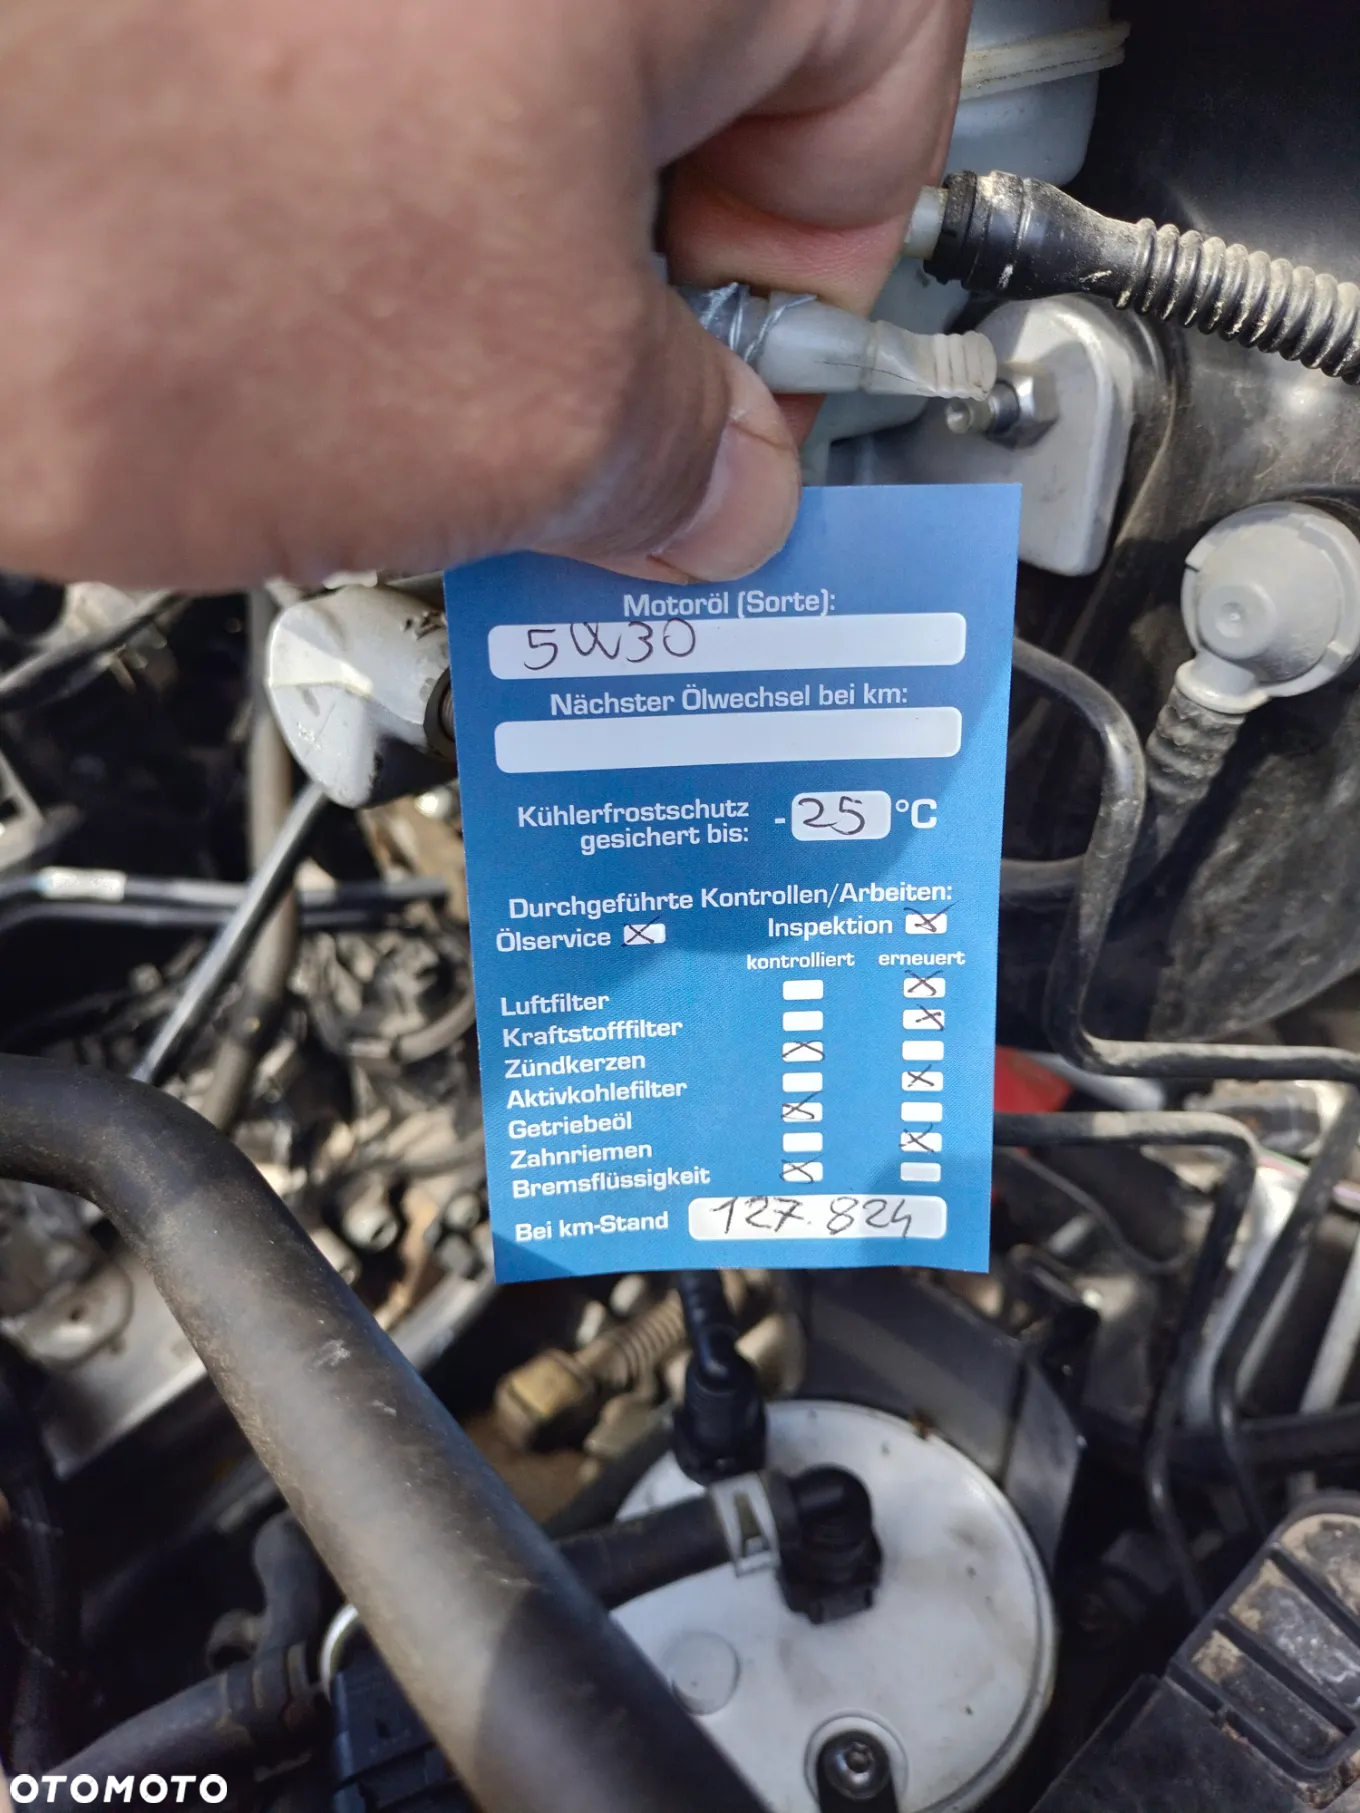 Motoröl (Sorte):
5W30
Nächster Ölwechsel bei km:
Kühlerfrostschutz
gesichert bis: -25 °C
Durchgeführte Kontrollen/Arbeiten:
Ölservice X Inspektion X
kontrolliert erneuert
Luftfilter X
Kraftstofffilter X
Zündkerzen X
Aktivkohlefilter X
Getriebeöl X
Zahnriemen X
Bremsflüssigkeit X
Bei km-Stand 127.824
OTOMOTO